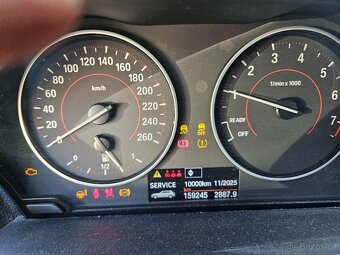 km/h
0 20 40 60 80 100 120 140 160 180 200 220 240 260
0 1/2 1
1/min x 1000
READY
OFF
1 2 3 4 5 6 7
SERVICE 10000km 11/2025
km
159245 2887.9